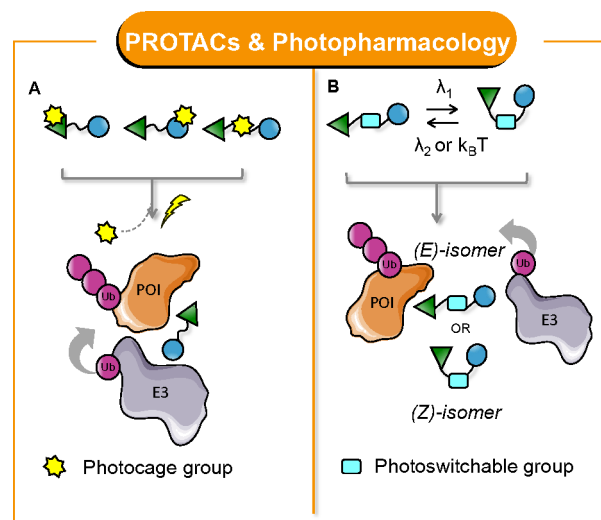 PROTACs & Photopharmacology
A
Ub
POI
Ub
E3
Photocage group
B
λ1
λ2 or kBT
(E)-isomer
Ub
POI
Ub
E3
OR
(Z)-isomer
Photoswitchable group